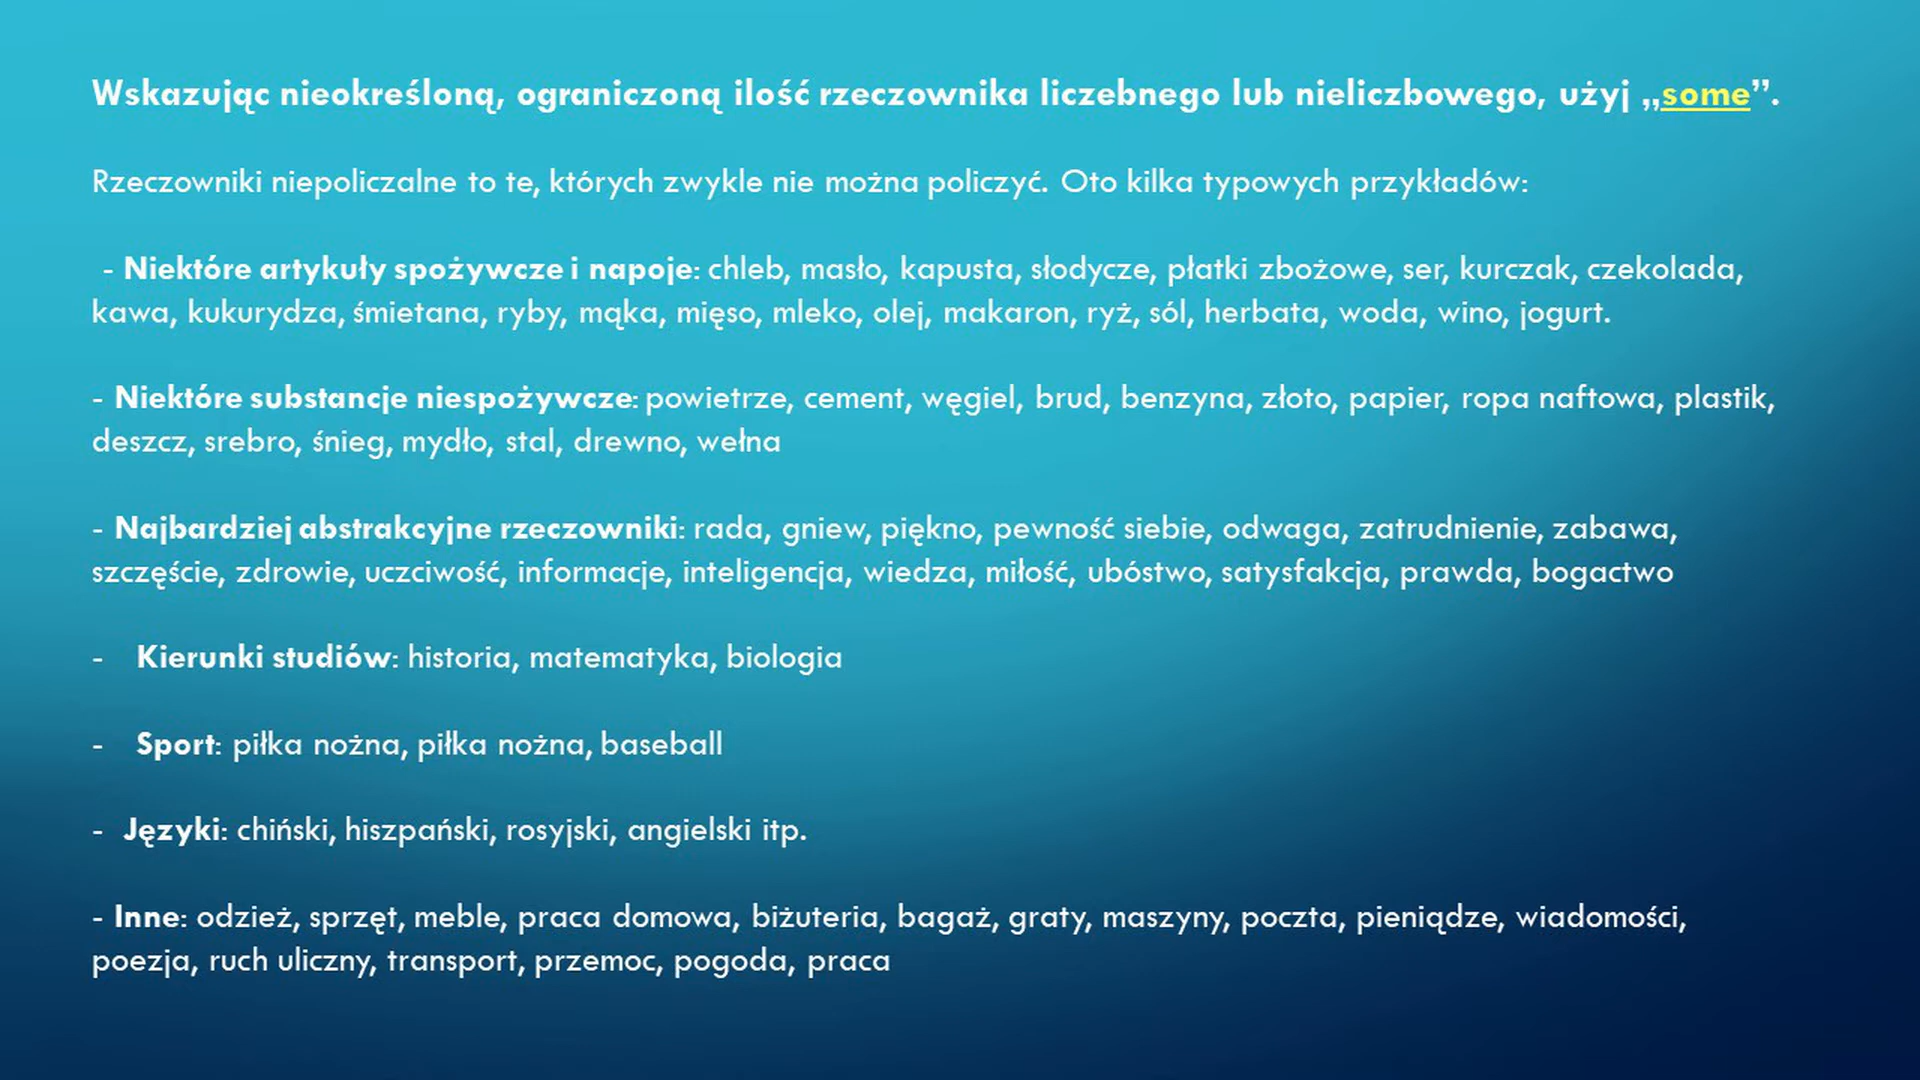 Wskazując nieokreśloną, ograniczoną ilość rzeczownika liczebnego lub nieliczbowego, użyj „some”.
Rzeczowniki niepoliczalne to te, których zwykle nie można policzyć. Oto kilka typowych przykładów:
- Niektóre artykuły spożywcze i napoje: chleb, masło, kapusta, słodycze, płatki zbożowe, ser, kurczak, czekolada,
kawa, kukurydza, śmietana, ryby, mąka, mięso, mleko, olej, makaron, ryż, sól, herbata, woda, wino, jogurt.
- Niektóre substancje niespożywcze: powietrze, cement, węgiel, brud, benzyna, złoto, papier, ropa naftowa, plastik,
deszcz, srebro, śnieg, mydło, stal, drewno, wełna
- Najbardziej abstrakcyjne rzeczowniki: rada, gniew, piękno, pewność siebie, odwaga, zatrudnienie, zabawa,
szczęście, zdrowie, uczciwość, informacje, inteligencja, wiedza, miłość, ubóstwo, satysfakcja, prawda, bogactwo
- Kierunki studiów: historia, matematyka, biologia
- Sport: piłka nożna, piłka nożna, baseball
- Języki: chiński, hiszpański, rosyjski, angielski itp.
- Inne: odzież, sprzęt, meble, praca domowa, biżuteria, bagaż, graty, maszyny, poczta, pieniądze, wiadomości,
poezja, ruch uliczny, transport, przemoc, pogoda, praca